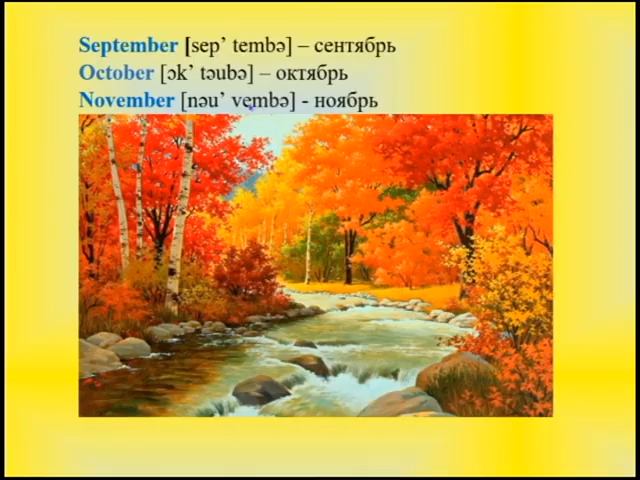 September [sep’ tembə] – сентябрь
October [ɔk’ təubə] – октябрь
November [nəu’ vembə] - ноябрь